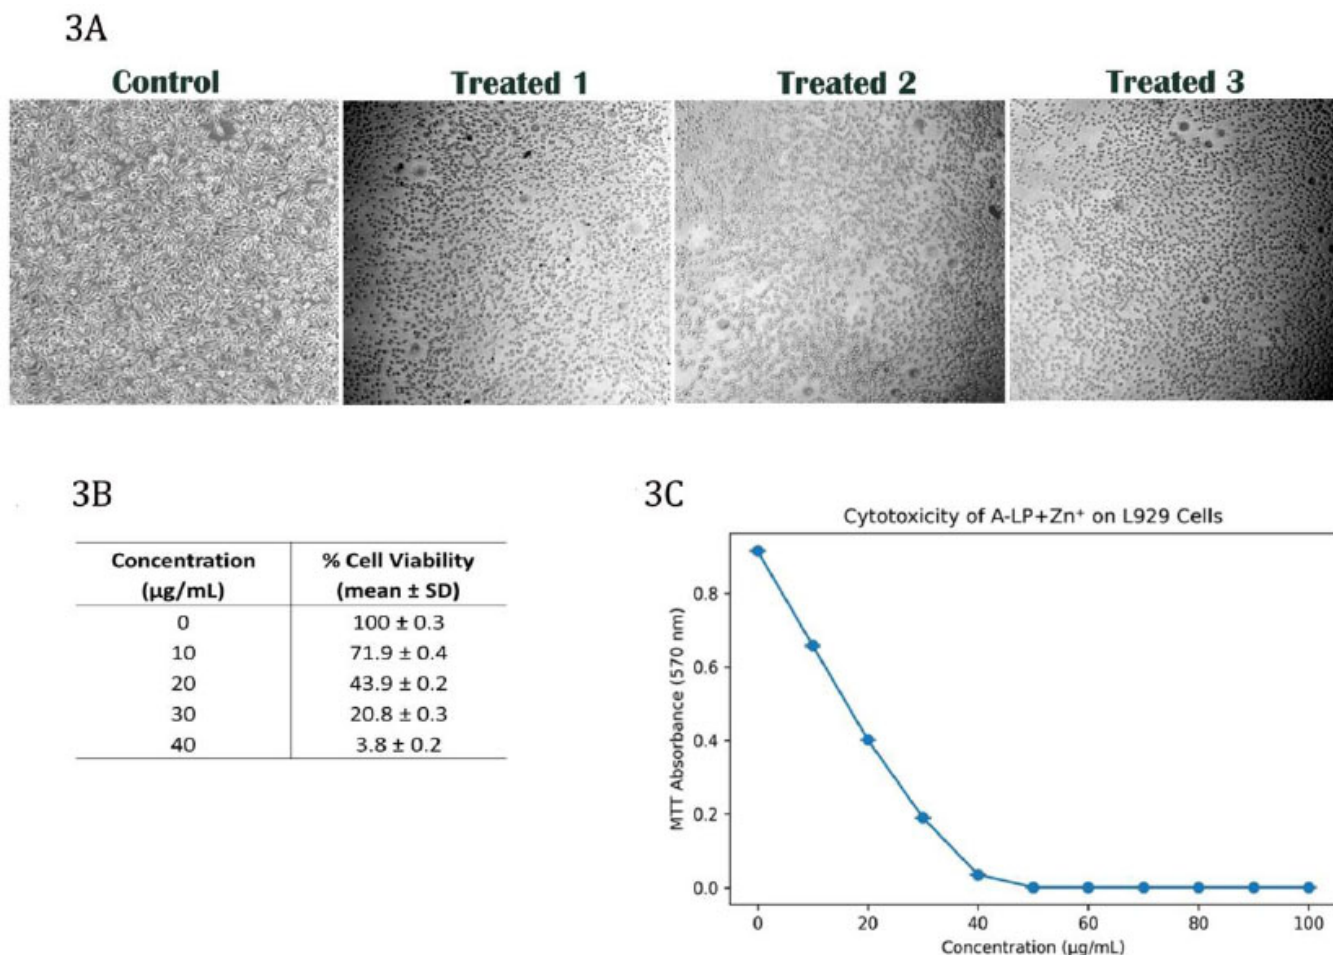 3A
Control Treated 1 Treated 2 Treated 3
3B
Concentration % Cell Viability
(µg/mL) (mean ± SD)
0 100 ± 0.3
10 71.9 ± 0.4
20 43.9 ± 0.2
30 20.8 ± 0.3
40 3.8 ± 0.2
3C
Cytotoxicity of A-LP+Zn⁺ on L929 Cells
MTT Absorbance (570 nm)
0.8
0.6
0.4
0.2
0.0
0 20 40 60 80 100
Concentration (µg/mL)